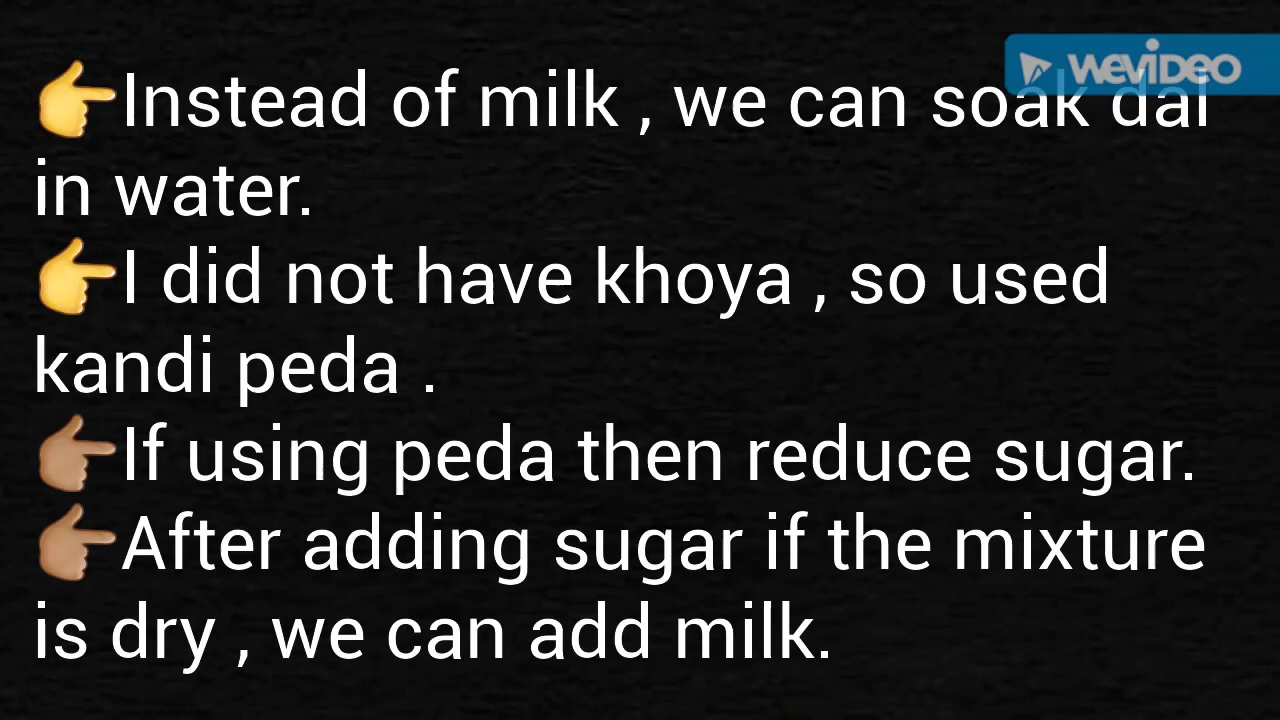 WEVIDEO
👉Instead of milk , we can soak dal
in water.
👉I did not have khoya , so used
kandi peda .
👉🏽If using peda then reduce sugar.
👉🏽After adding sugar if the mixture
is dry , we can add milk.